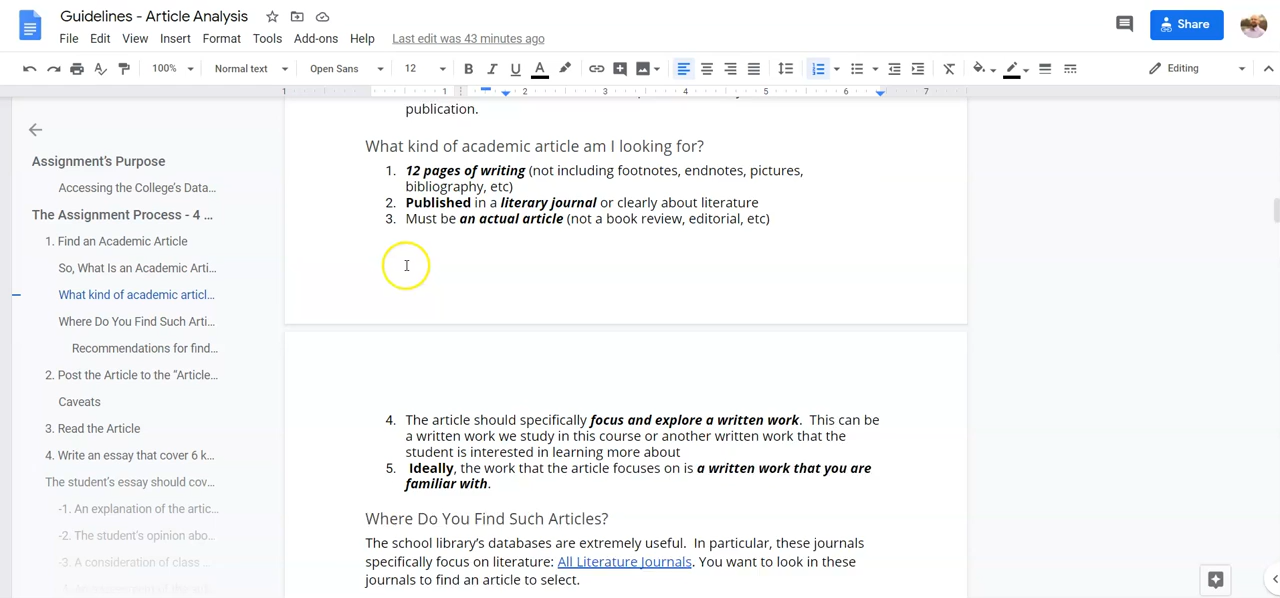 Guidelines - Article Analysis
File Edit View Insert Format Tools Add-ons Help Last edit was 43 minutes ago
Share
100% Normal text Open Sans 12 B I U A Editing
1 1 2 3 4 5 6 7
Assignment's Purpose
Accessing the College's Data...
The Assignment Process - 4 ...
1. Find an Academic Article
So, What Is an Academic Arti...
What kind of academic articl...
Where Do You Find Such Arti...
Recommendations for find...
2. Post the Article to the "Article...
Caveats
3. Read the Article
4. Write an essay that cover 6 k...
The student's essay should cov...
-1. An explanation of the artic...
-2. The student's opinion abo...
-3. A consideration of class ...
publication.
What kind of academic article am I looking for?
1. 12 pages of writing (not including footnotes, endnotes, pictures,
bibliography, etc)
2. Published in a literary journal or clearly about literature
3. Must be an actual article (not a book review, editorial, etc)
4. The article should specifically focus and explore a written work. This can be
a written work we study in this course or another written work that the
student is interested in learning more about
5. Ideally, the work that the article focuses on is a written work that you are
familiar with.
Where Do You Find Such Articles?
The school library's databases are extremely useful. In particular, these journals
specifically focus on literature: All Literature Journals. You want to look in these
journals to find an article to select.